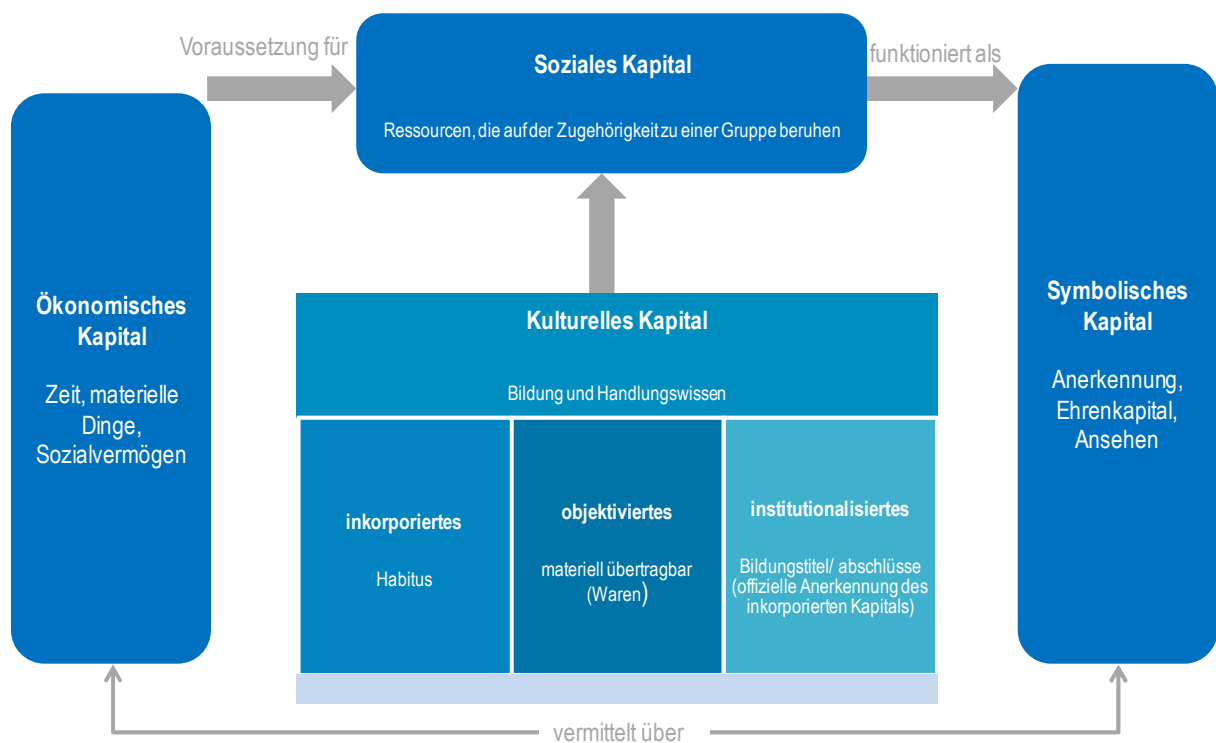 Voraussetzung für
Soziales Kapital
Ressourcen, die auf der Zugehörigkeit zu einer Gruppe beruhen
funktioniert als
Ökonomisches
Kapital
Zeit, materielle
Dinge,
Sozialvermögen
Kulturelles Kapital
Bildung und Handlungswissen
inkorporiertes
Habitus
objektiviertes
materiell übertragbar
(Waren)
institutionalisiertes
Bildungstitel/ abschlüsse
(offizielle Anerkennung des
inkorporierten Kapitals)
Symbolisches
Kapital
Anerkennung,
Ehrenkapital,
Ansehen
vermittelt über